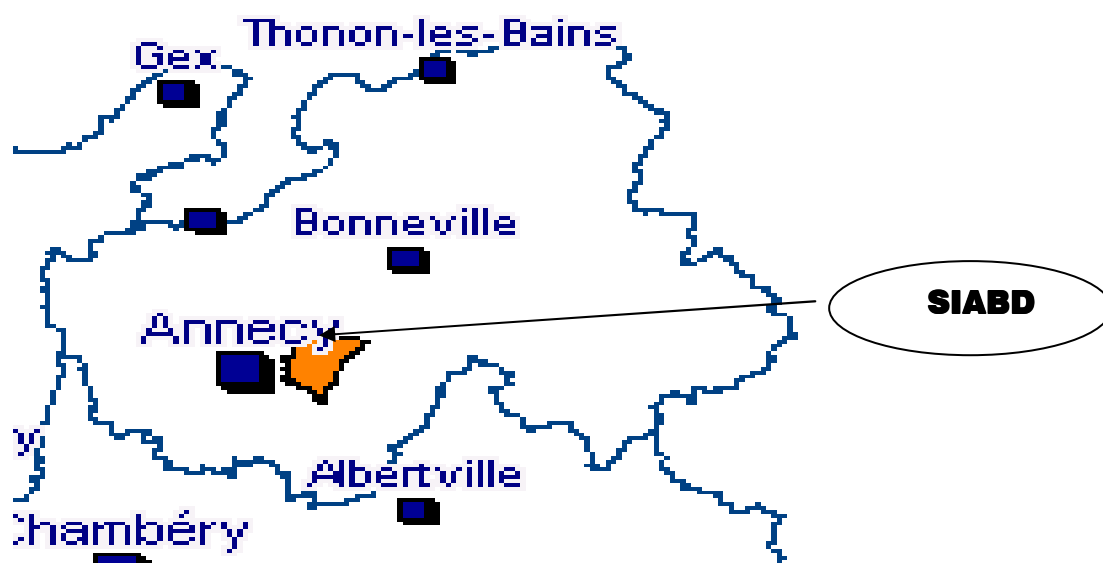 Thonon-les-Bains
Gex
Bonneville
SIABD
Annecy
y
Albertville
Chambéry